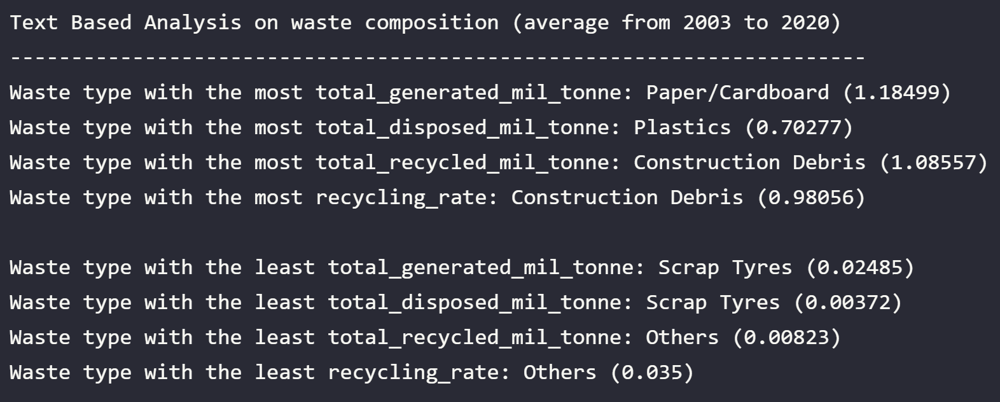 Text Based Analysis on waste composition (average from 2003 to 2020)
----------------------------------------------------------------------
Waste type with the most total_generated_mil_tonne: Paper/Cardboard (1.18499)
Waste type with the most total_disposed_mil_tonne: Plastics (0.70277)
Waste type with the most total_recycled_mil_tonne: Construction Debris (1.08557)
Waste type with the most recycling_rate: Construction Debris (0.98056)
Waste type with the least total_generated_mil_tonne: Scrap Tyres (0.02485)
Waste type with the least total_disposed_mil_tonne: Scrap Tyres (0.00372)
Waste type with the least total_recycled_mil_tonne: Others (0.00823)
Waste type with the least recycling_rate: Others (0.035)